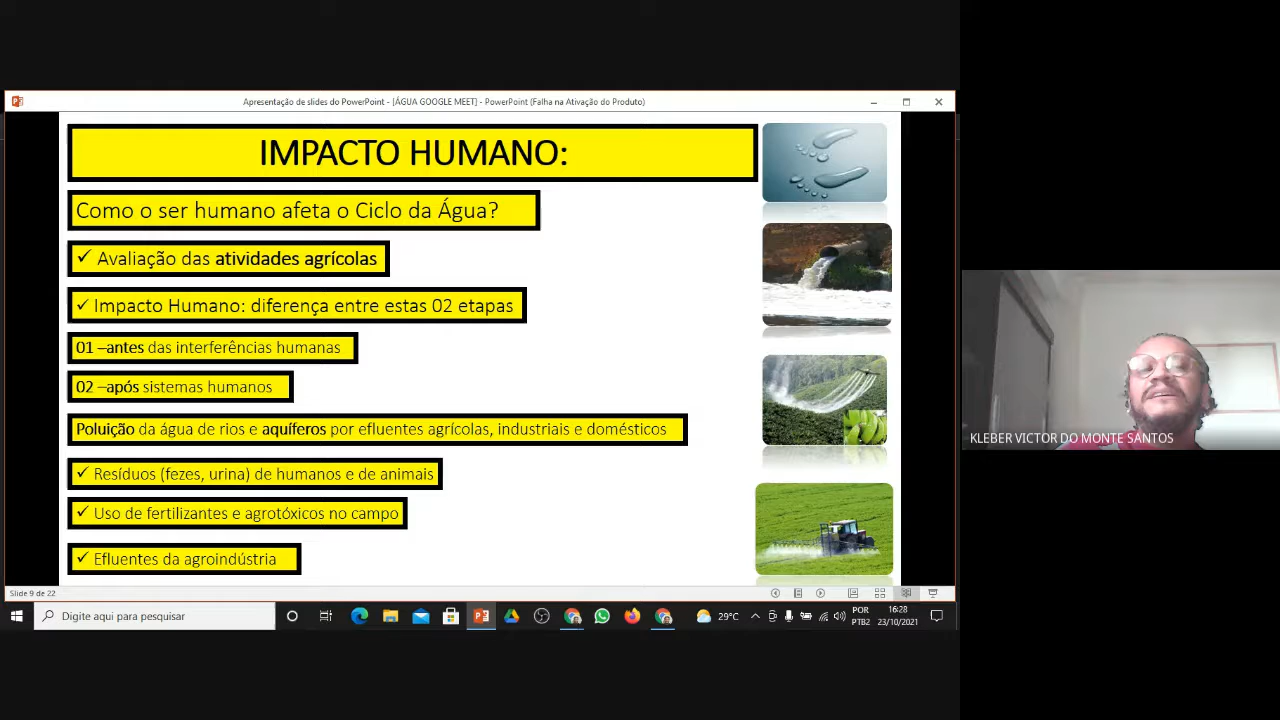 Apresentação de slides do PowerPoint - [ÁGUA GOOGLE MEET] - PowerPoint (Falha na Ativação do Produto)
IMPACTO HUMANO:
Como o ser humano afeta o Ciclo da Água?
✓ Avaliação das atividades agrícolas
✓ Impacto Humano: diferença entre estas 02 etapas
01 –antes das interferências humanas
02 –após sistemas humanos
Poluição da água de rios e aquíferos por efluentes agrícolas, industriais e domésticos
✓ Resíduos (fezes, urina) de humanos e de animais
✓ Uso de fertilizantes e agrotóxicos no campo
✓ Efluentes da agroindústria
KLEBER VICTOR DO MONTE SANTOS
Slide 9 de 22
Digite aqui para pesquisar
29°C
POR
PTB2
16:28
23/10/2021